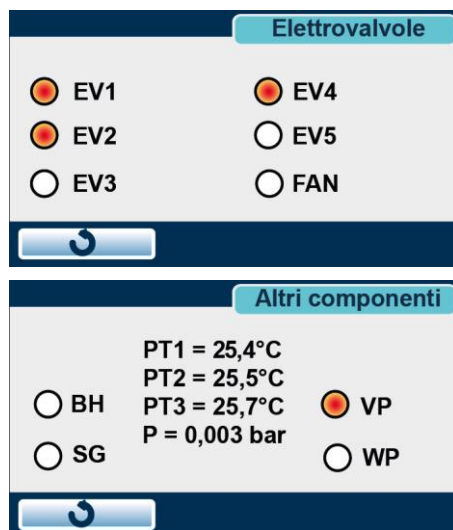 Elettrovalvole
EV1 EV4
EV2 EV5
EV3 FAN
Altri componenti
PT1 = 25,4°C
PT2 = 25,5°C
BH PT3 = 25,7°C VP
P = 0,003 bar
SG WP